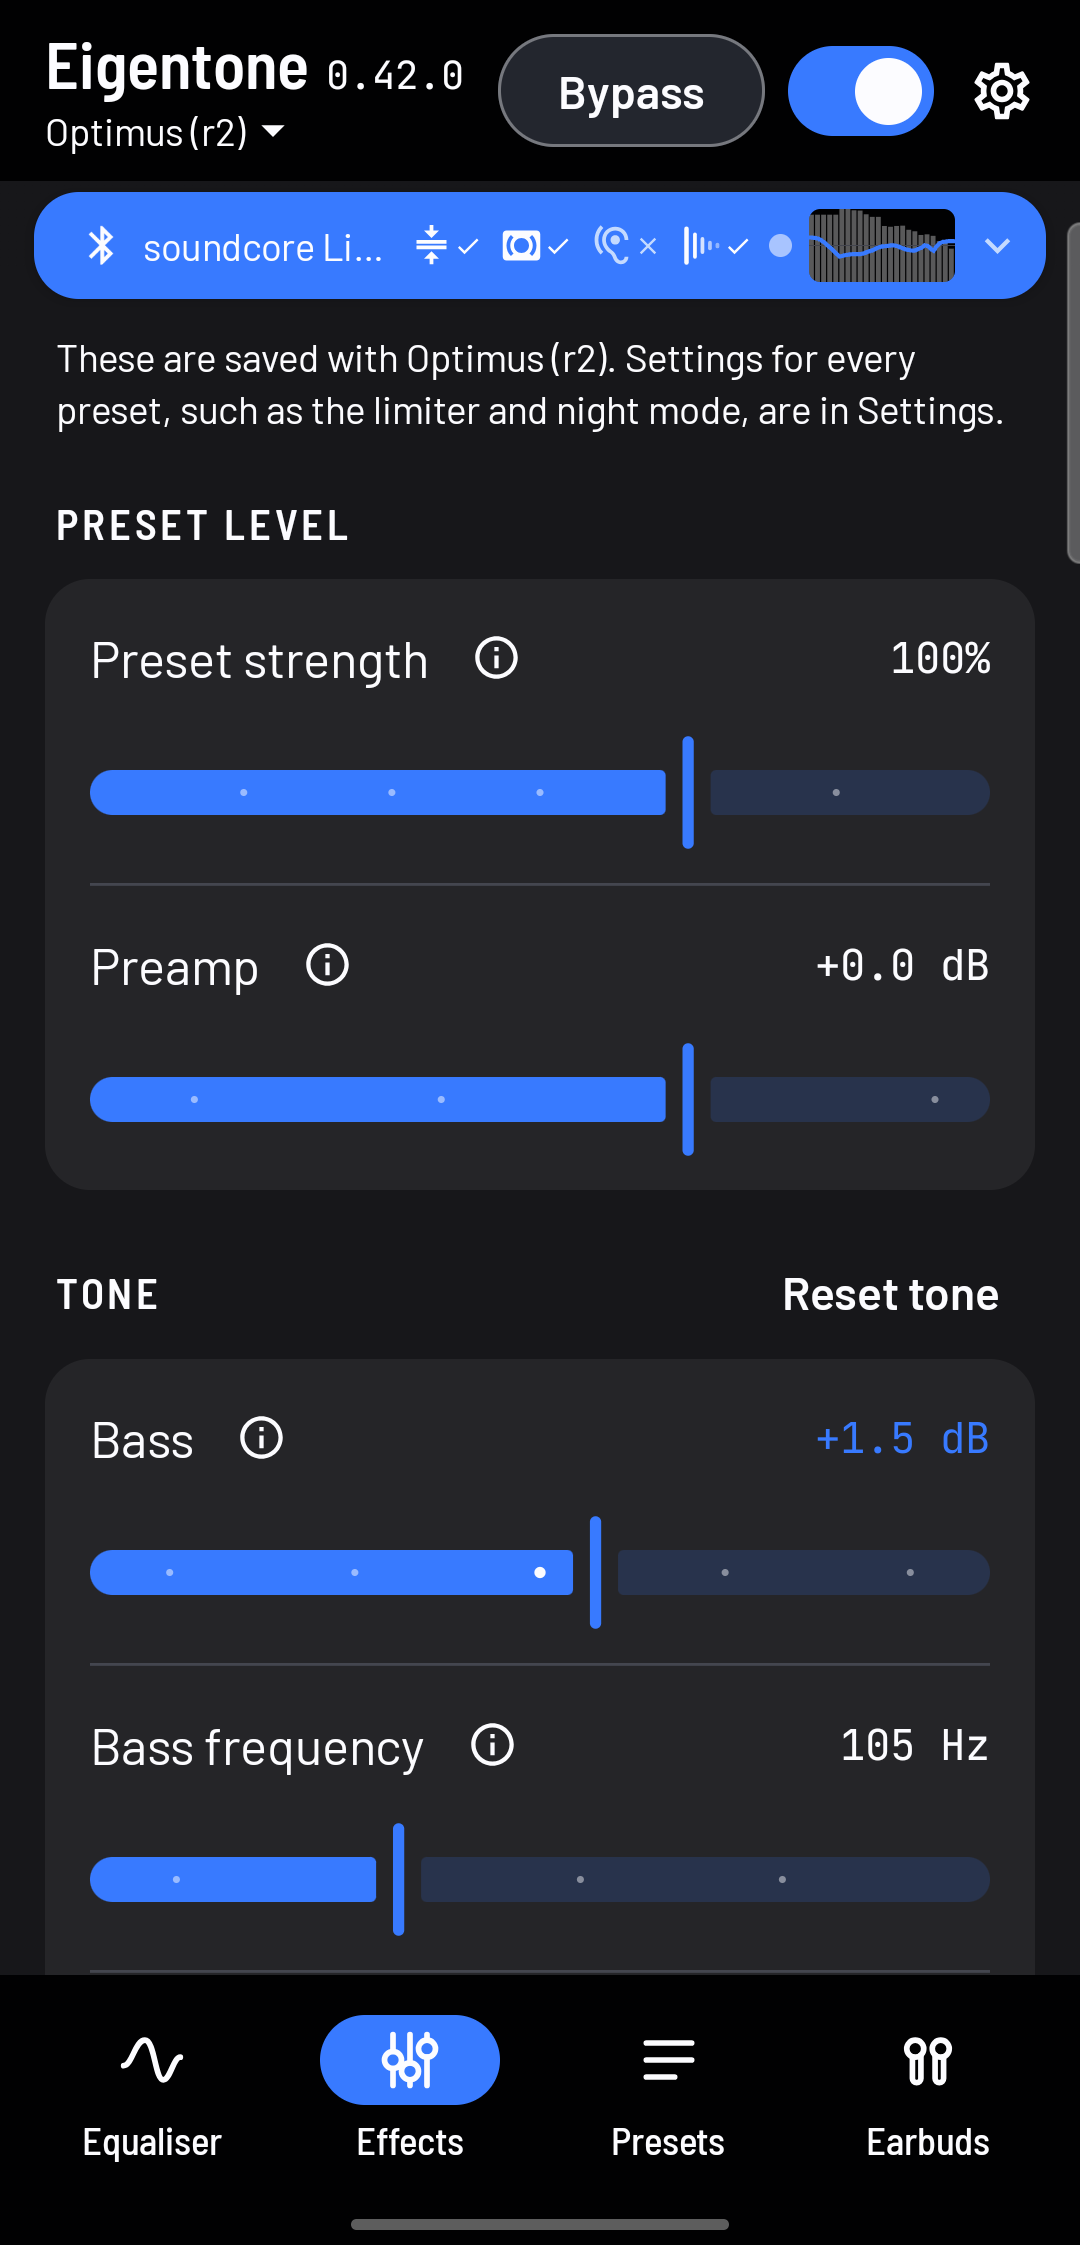 Eigentone 0.42.0
Optimus (r2)
Bypass
soundcore Li...
These are saved with Optimus (r2). Settings for every
preset, such as the limiter and night mode, are in Settings.
PRESET LEVEL
Preset strength 100%
Preamp +0.0 dB
TONE Reset tone
Bass +1.5 dB
Bass frequency 105 Hz
Equaliser Effects Presets Earbuds